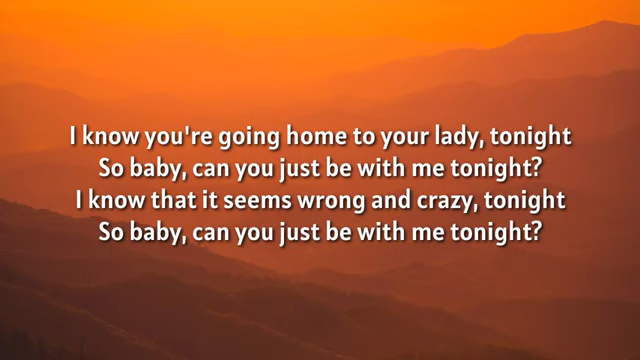 I know you're going home to your lady, tonight
So baby, can you just be with me tonight?
I know that it seems wrong and crazy, tonight
So baby, can you just be with me tonight?